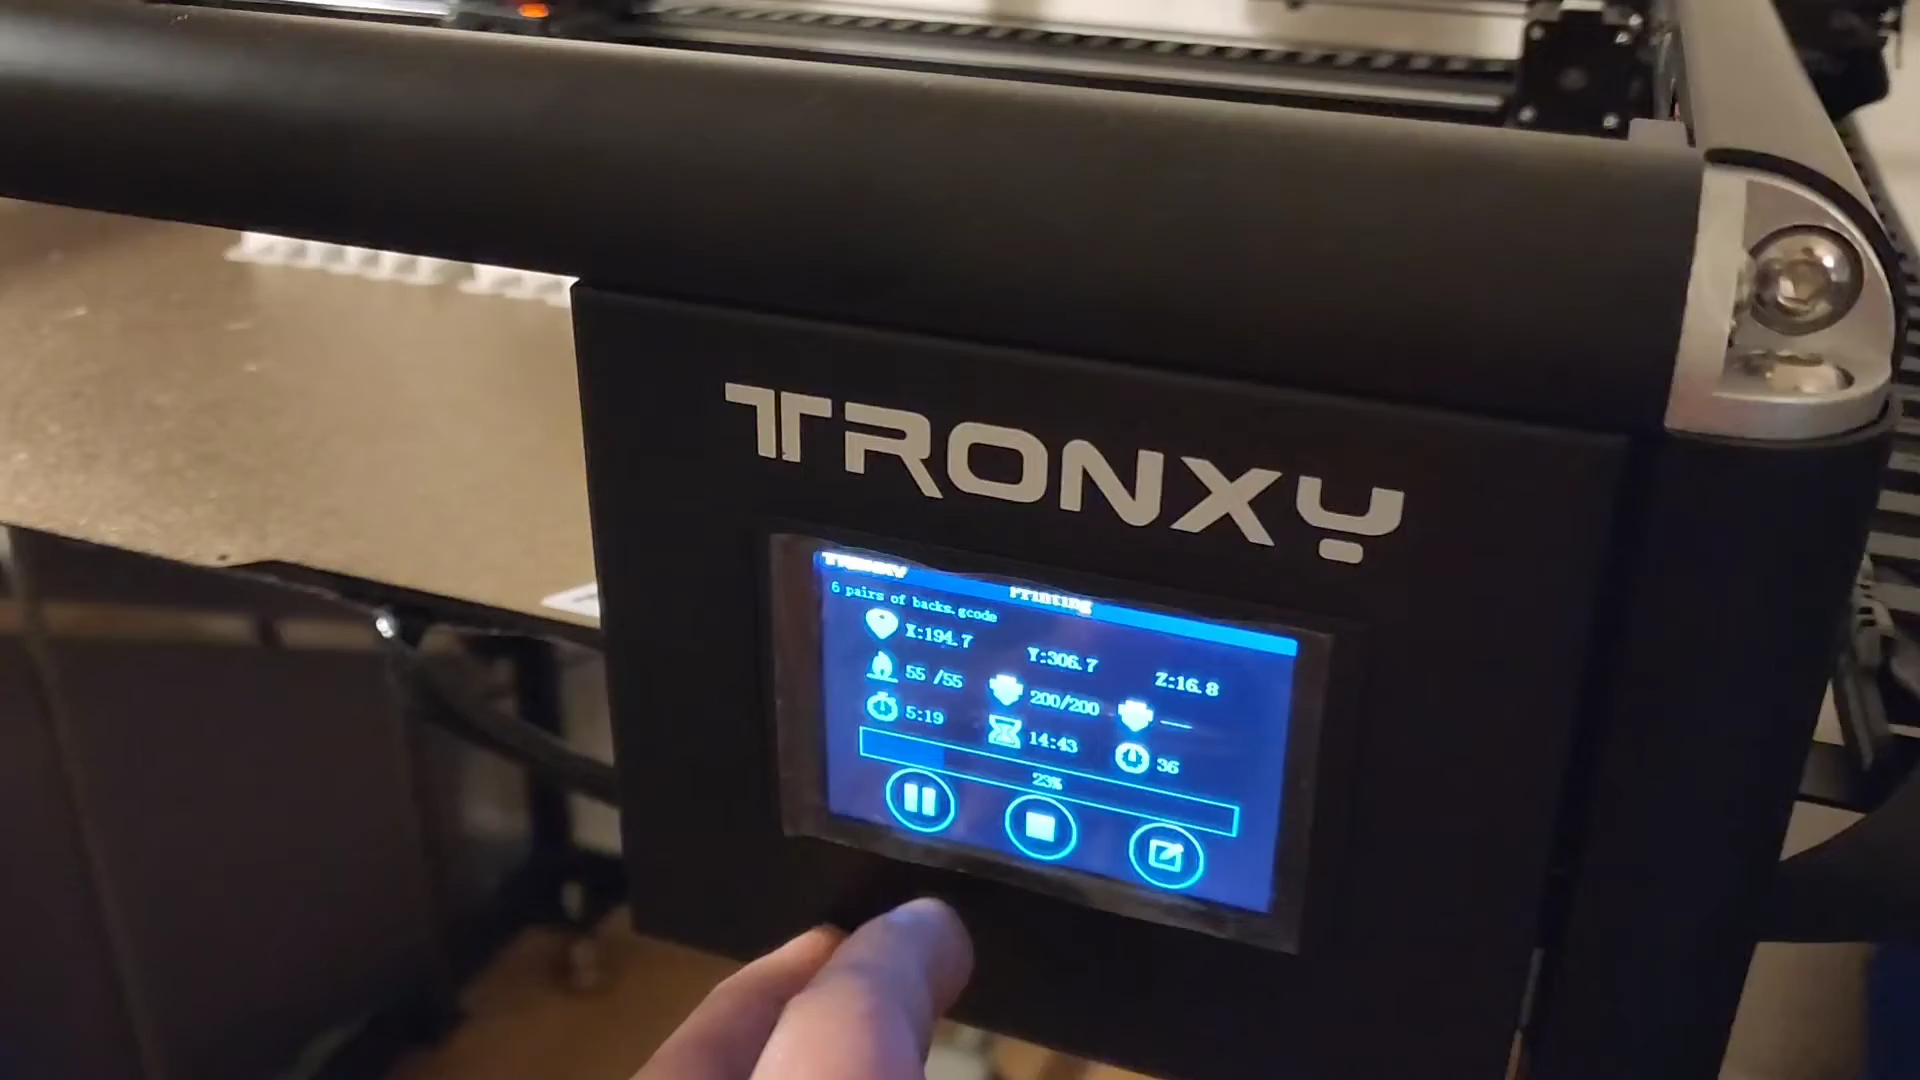 TRONXY
TRONXY
Printing
6 pairs of backs.gcode
X:194.7 Y:306.7 Z:16.8
55 /55 200/200 ——
5:19 14:43 36
23%